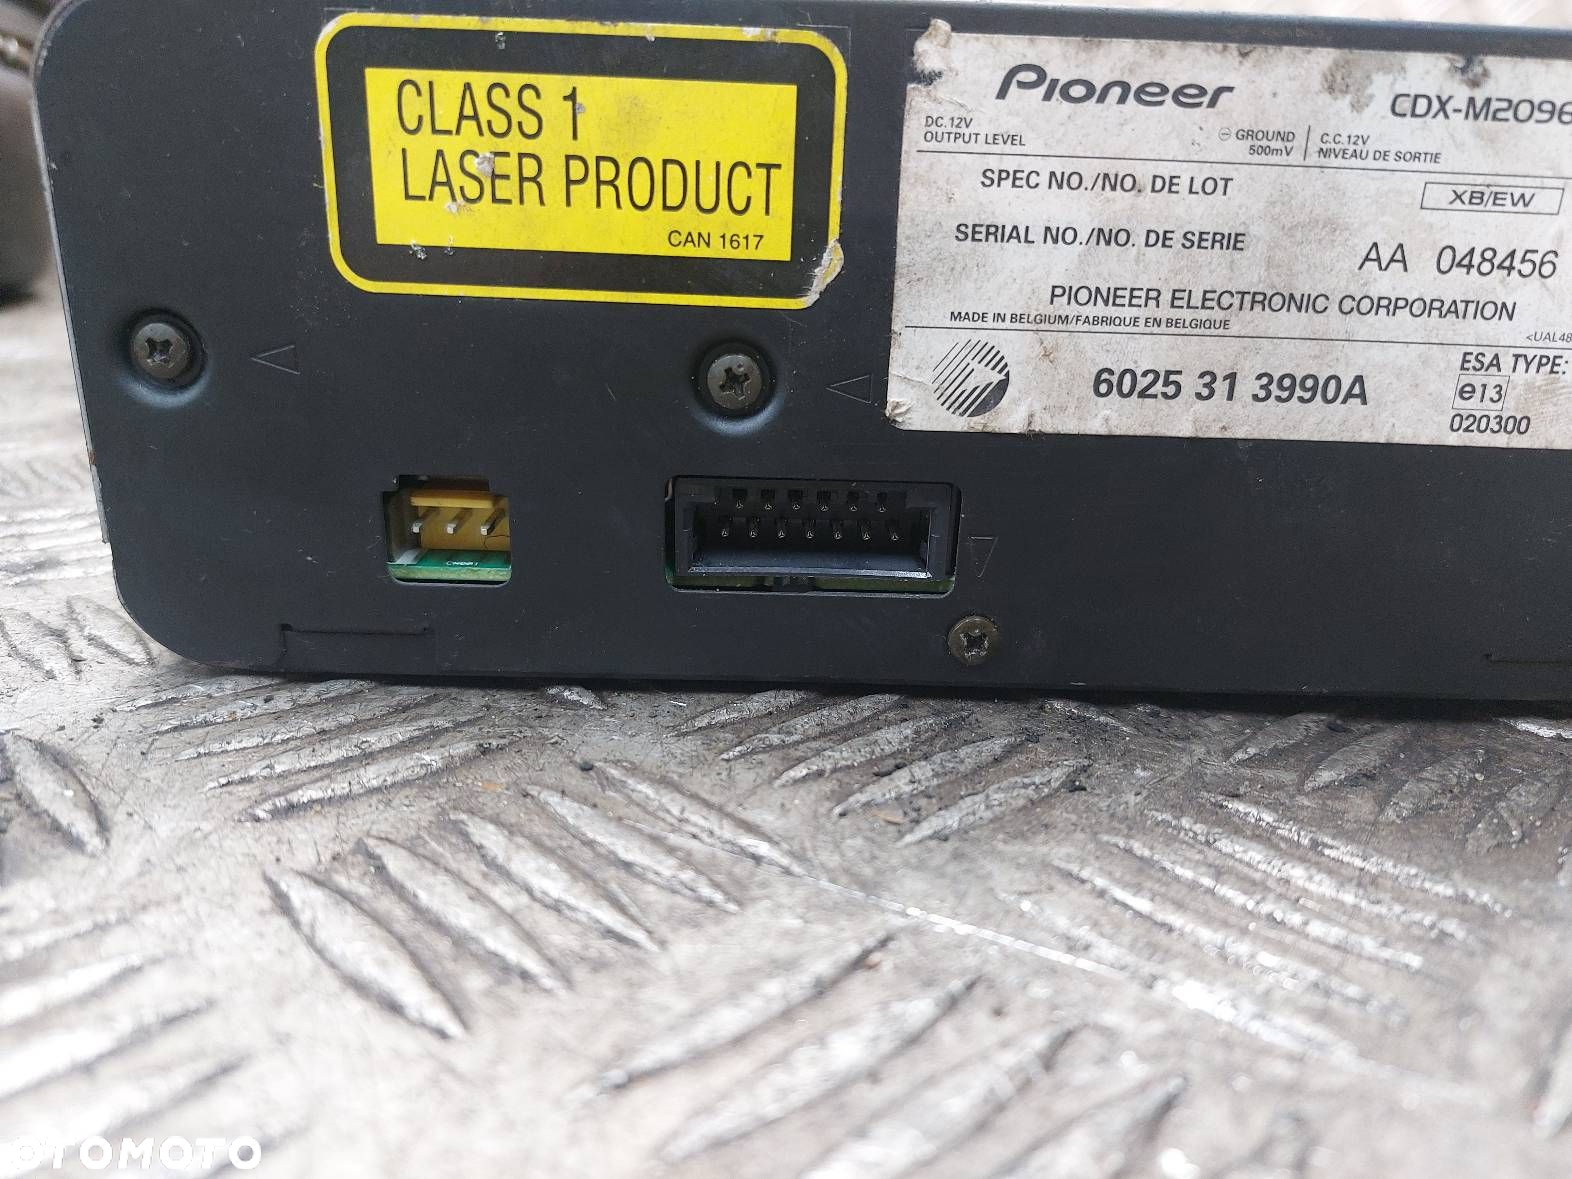 CLASS 1
LASER PRODUCT
CAN 1617
Pioneer CDX-M2096
DC.12V ⊖ GROUND C.C.12V
OUTPUT LEVEL 500mV NIVEAU DE SORTIE
SPEC NO./NO. DE LOT XB/EW
SERIAL NO./NO. DE SERIE AA 048456
PIONEER ELECTRONIC CORPORATION
MADE IN BELGIUM/FABRIQUE EN BELGIQUE
<UAL48
6025 31 3990A
ESA TYPE:
e13
020300
OTOMOTO